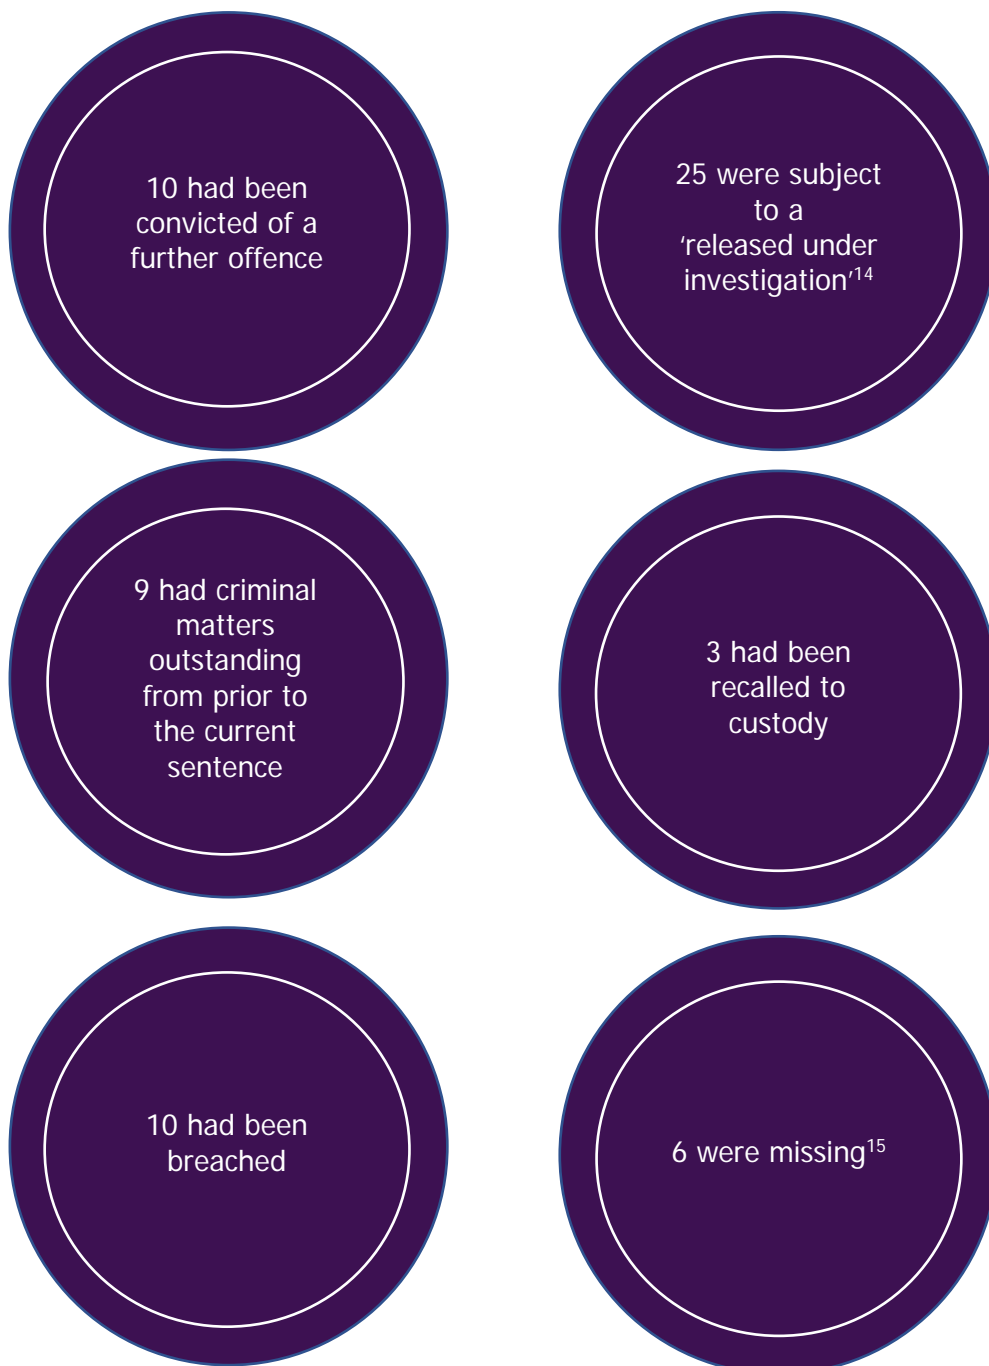 10 had been
convicted of a
further offence
25 were subject
to a
‘released under
investigation’14
9 had criminal
matters
outstanding
from prior to
the current
sentence
3 had been
recalled to
custody
10 had been
breached
6 were missing15